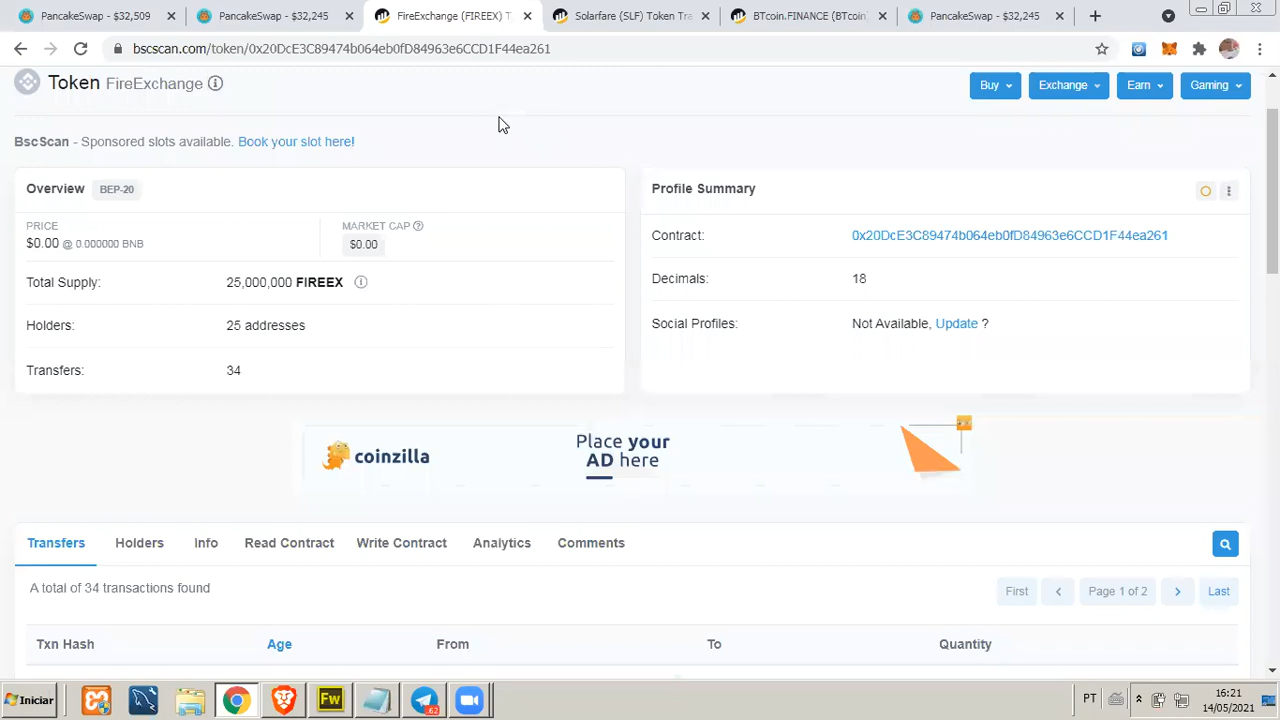 PancakeSwap - $32,509
PancakeSwap - $32,245
FireExchange (FIREEX) T
Solarfare (SLF) Token Tra
BTcoin.FINANCE (BTcoin)
PancakeSwap - $32,245
bscscan.com/token/0x20DcE3C89474b064eb0fD84963e6CCD1F44ea261
Token FireExchange
Buy
Exchange
Earn
Gaming
BscScan - Sponsored slots available. Book your slot here!
Overview BEP-20
PRICE
$0.00 @ 0.000000 BNB
MARKET CAP
$0.00
Total Supply: 25,000,000 FIREEX
Holders: 25 addresses
Transfers: 34
Profile Summary
Contract: 0x20DcE3C89474b064eb0fD84963e6CCD1F44ea261
Decimals: 18
Social Profiles: Not Available, Update ?
coinzilla
Place your
AD here
Transfers Holders Info Read Contract Write Contract Analytics Comments
A total of 34 transactions found
First Page 1 of 2 Last
Txn Hash Age From To Quantity
Iniciar
Fw
62
PT
16:21
14/05/2021